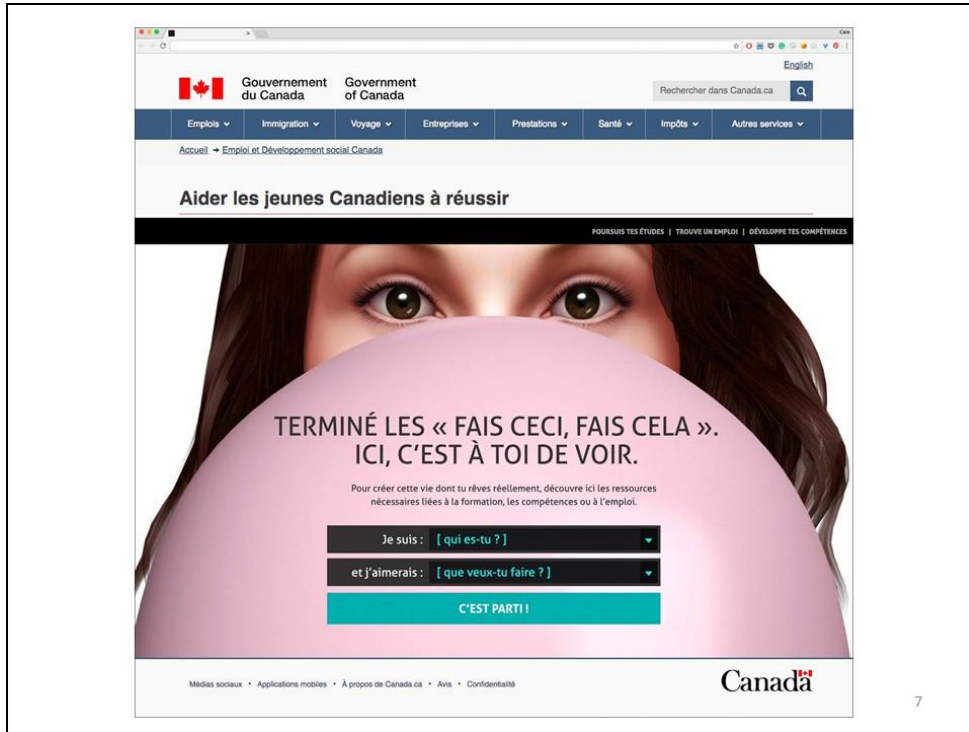 English
Gouvernement du Canada
Government of Canada
Rechercher dans Canada.ca
Emplois Immigration Voyage Entreprises Prestations Santé Impôts Autres services
Accueil → Emploi et Développement social Canada
Aider les jeunes Canadiens à réussir
POURSUIS TES ÉTUDES | TROUVE UN EMPLOI | DÉVELOPPE TES COMPÉTENCES
TERMINÉ LES « FAIS CECI, FAIS CELA ».
ICI, C'EST À TOI DE VOIR.
Pour créer cette vie dont tu rêves réellement, découvre ici les ressources
nécessaires liées à la formation, les compétences ou à l'emploi.
Je suis : [ qui es-tu ? ]
et j'aimerais : [ que veux-tu faire ? ]
C'EST PARTI !
Médias sociaux • Applications mobiles • À propos de Canada.ca • Avis • Confidentialité
Canada
7